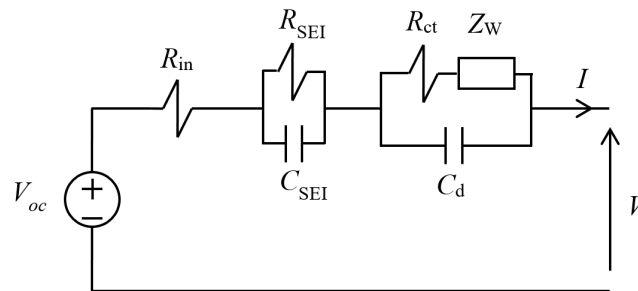 R_SEI
R_ct
Z_W
R_in
I
C_SEI
C_d
V_oc
+
−
V